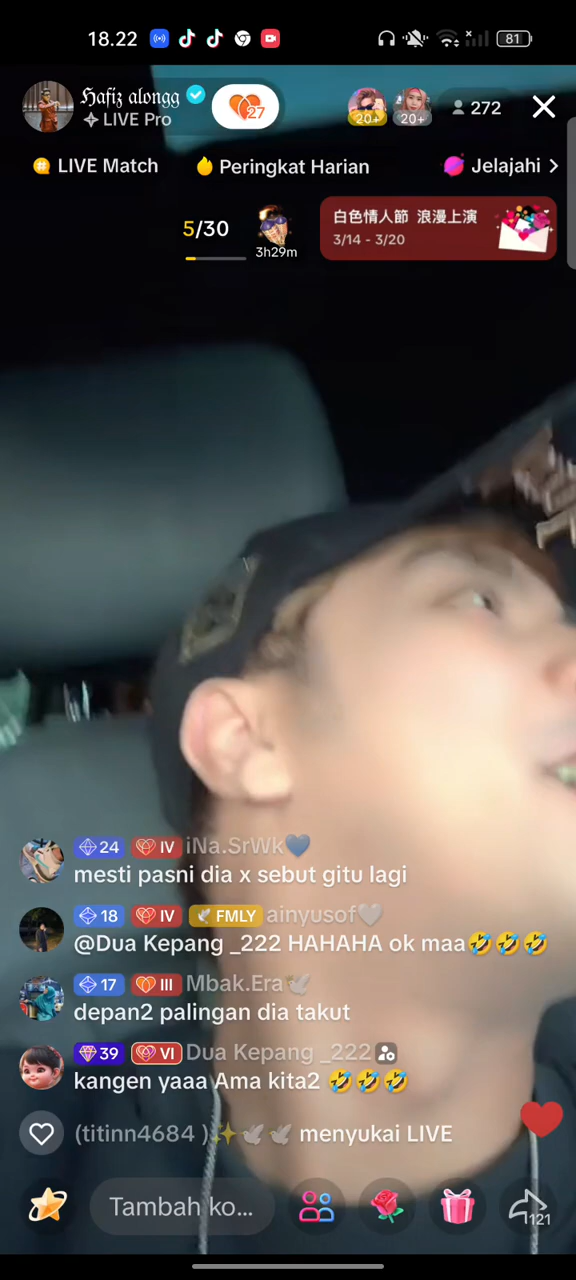 18.22
81
Hafiz alongg
LIVE Pro
27
20+
20+
272
LIVE Match
Peringkat Harian
Jelajahi
5/30
3h29m
白色情人節 浪漫上演
3/14 - 3/20
24 IV iNa.SrWk💙
mesti pasni dia x sebut gitu lagi
18 IV FMLY ainyusof🤍
@Dua Kepang _222 HAHAHA ok maa🤣🤣🤣
17 III Mbak.Era🕊️
depan2 palingan dia takut
39 VI Dua Kepang _222
kangen yaaa Ama kita2 🤣🤣🤣
(titinn4684 )✨🕊️🕊️ menyukai LIVE
Tambah ko...
121